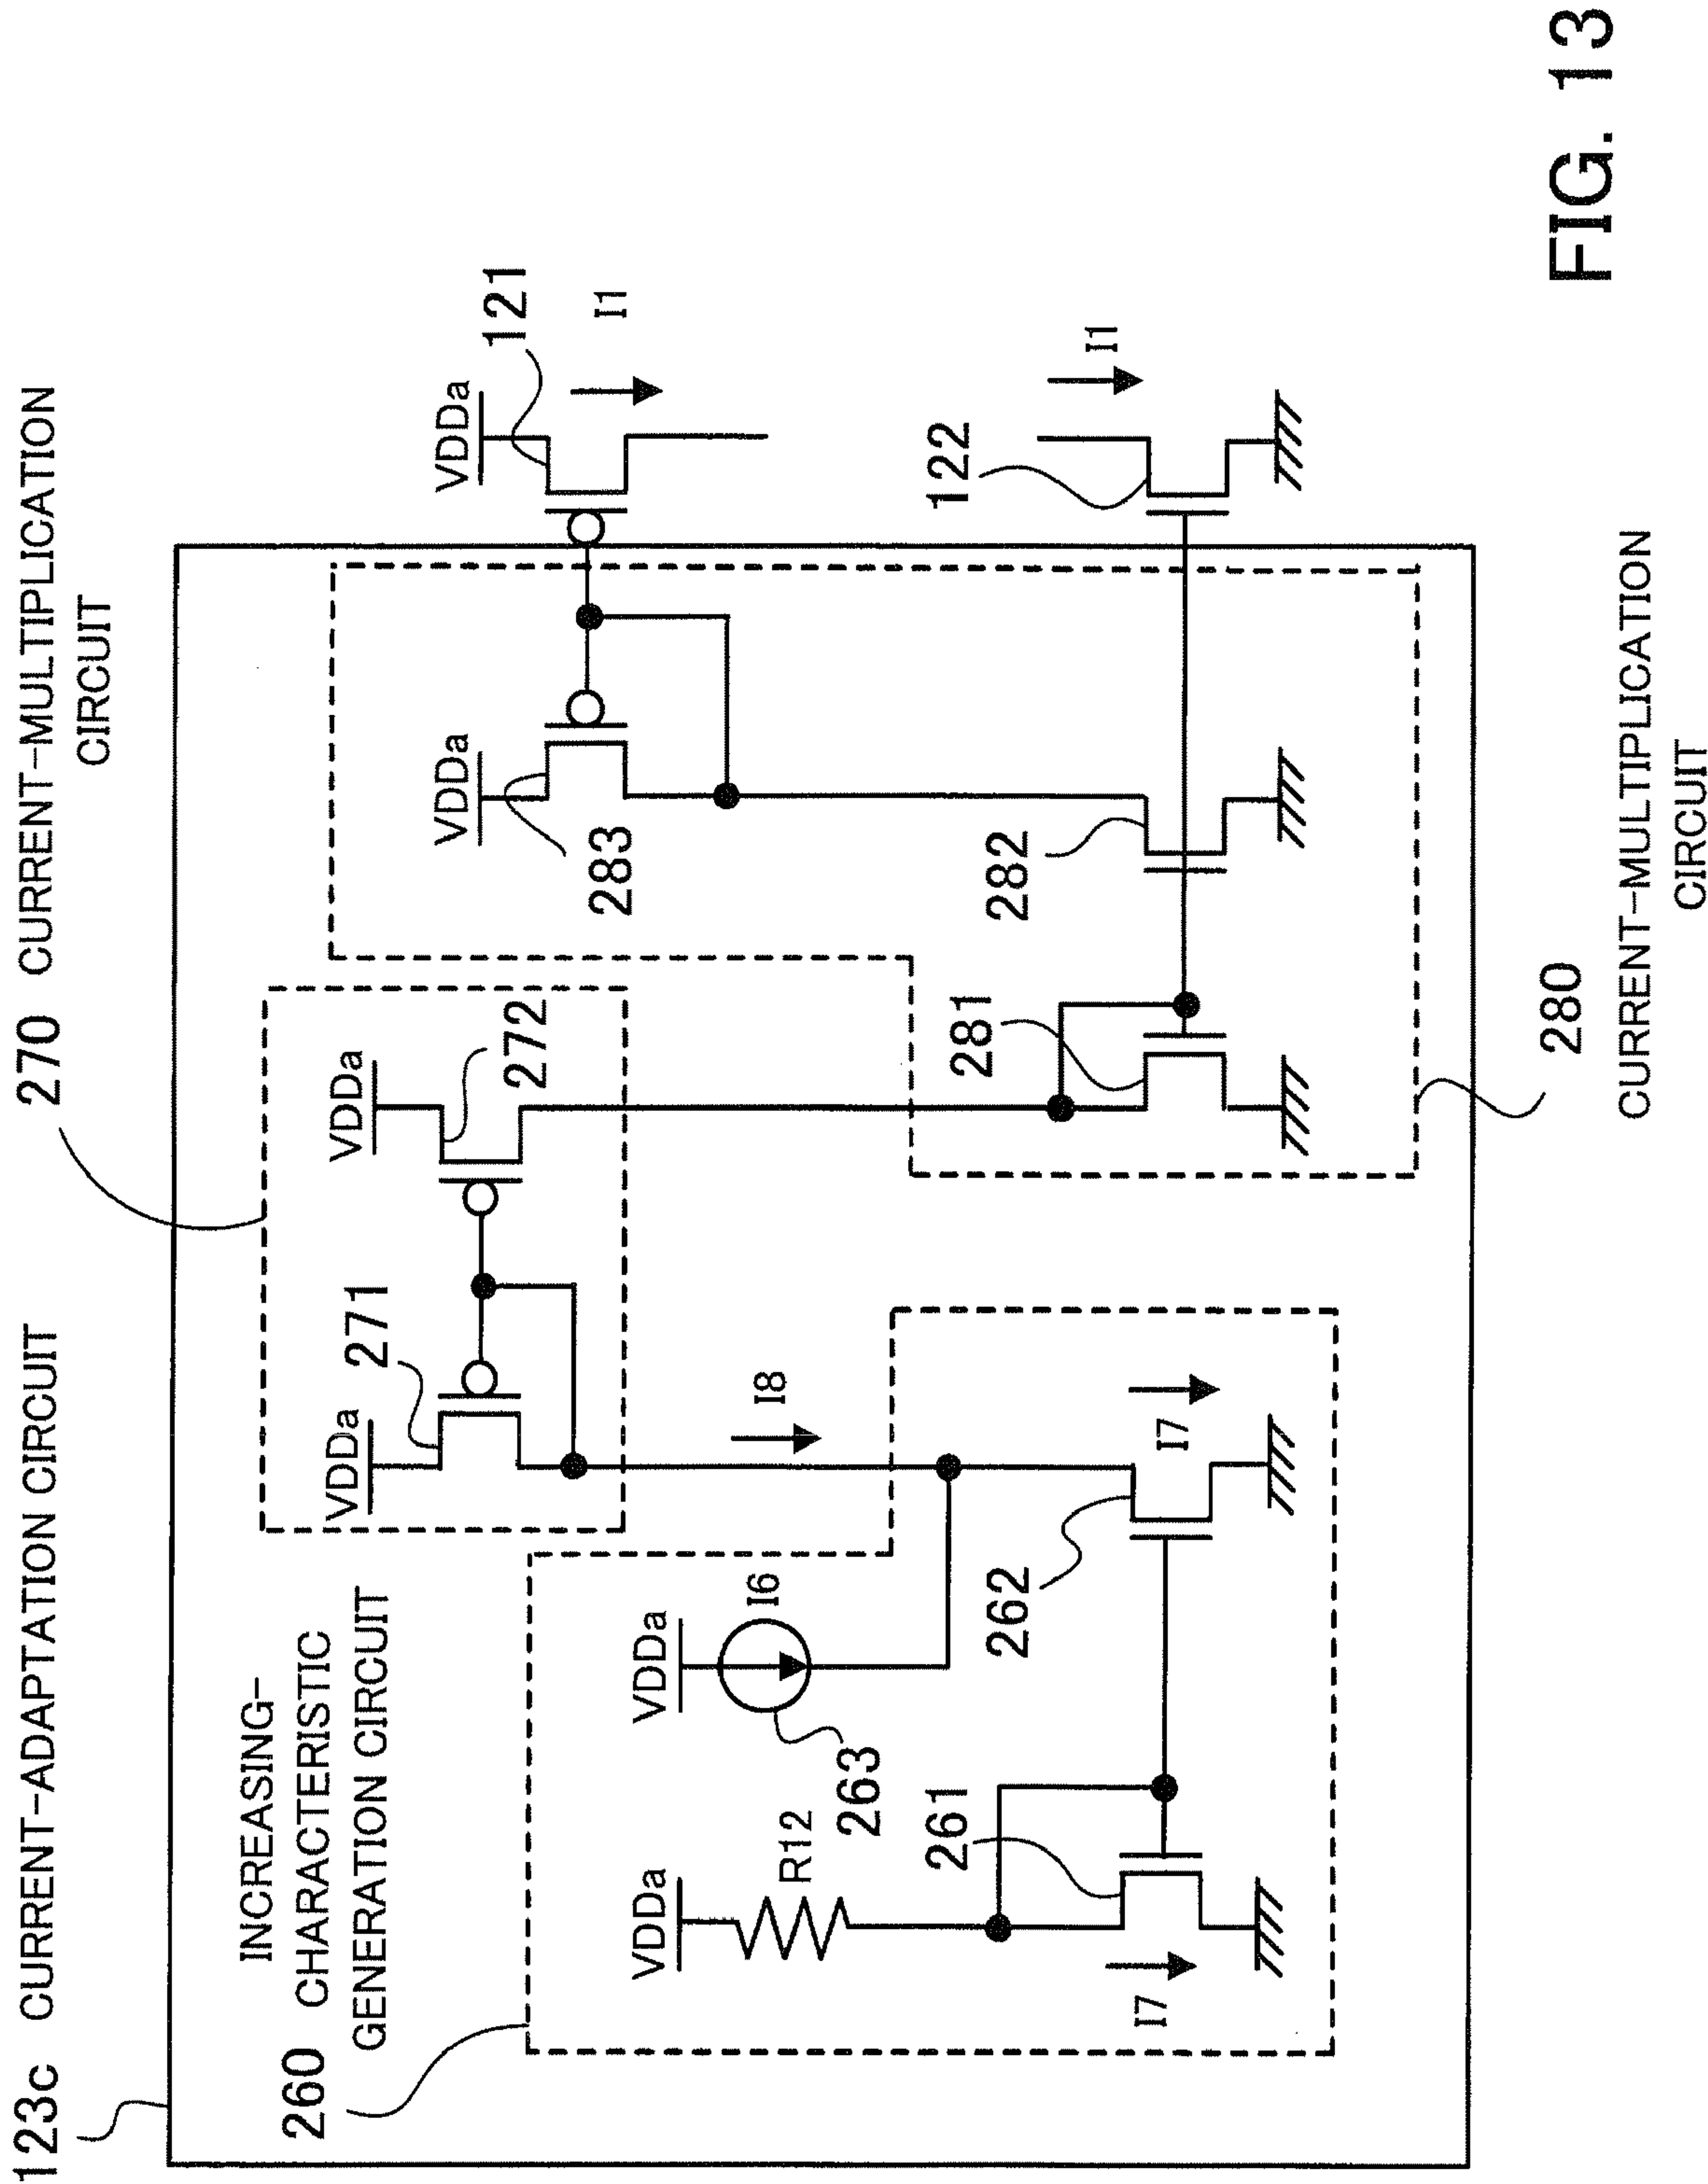 123c CURRENT-ADAPTATION CIRCUIT
270 CURRENT-MULTIPLICATION
CIRCUIT
INCREASING-
260 CHARACTERISTIC
GENERATION CIRCUIT
VDDa
271
VDDa
272
VDDa
283
VDDa
121
I1
I8
VDDa
R12
VDDa
I6
263
261
I7
262
I7
281
282
122
I1
280
CURRENT-MULTIPLICATION
CIRCUIT
FIG. 13